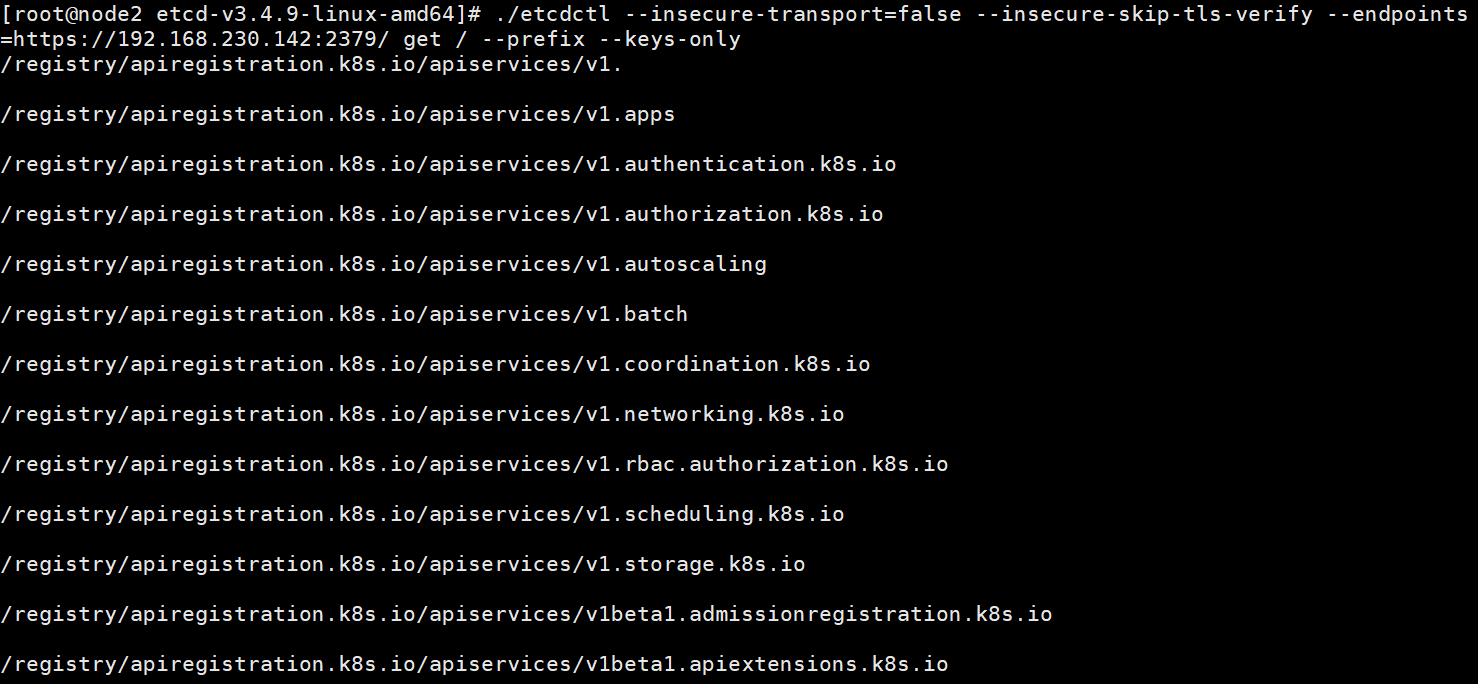 [root@node2 etcd-v3.4.9-linux-amd64]# ./etcdctl --insecure-transport=false --insecure-skip-tls-verify --endpoints
=https://192.168.230.142:2379/ get / --prefix --keys-only
/registry/apiregistration.k8s.io/apiservices/v1.
/registry/apiregistration.k8s.io/apiservices/v1.apps
/registry/apiregistration.k8s.io/apiservices/v1.authentication.k8s.io
/registry/apiregistration.k8s.io/apiservices/v1.authorization.k8s.io
/registry/apiregistration.k8s.io/apiservices/v1.autoscaling
/registry/apiregistration.k8s.io/apiservices/v1.batch
/registry/apiregistration.k8s.io/apiservices/v1.coordination.k8s.io
/registry/apiregistration.k8s.io/apiservices/v1.networking.k8s.io
/registry/apiregistration.k8s.io/apiservices/v1.rbac.authorization.k8s.io
/registry/apiregistration.k8s.io/apiservices/v1.scheduling.k8s.io
/registry/apiregistration.k8s.io/apiservices/v1.storage.k8s.io
/registry/apiregistration.k8s.io/apiservices/v1beta1.admissionregistration.k8s.io
/registry/apiregistration.k8s.io/apiservices/v1beta1.apiextensions.k8s.io